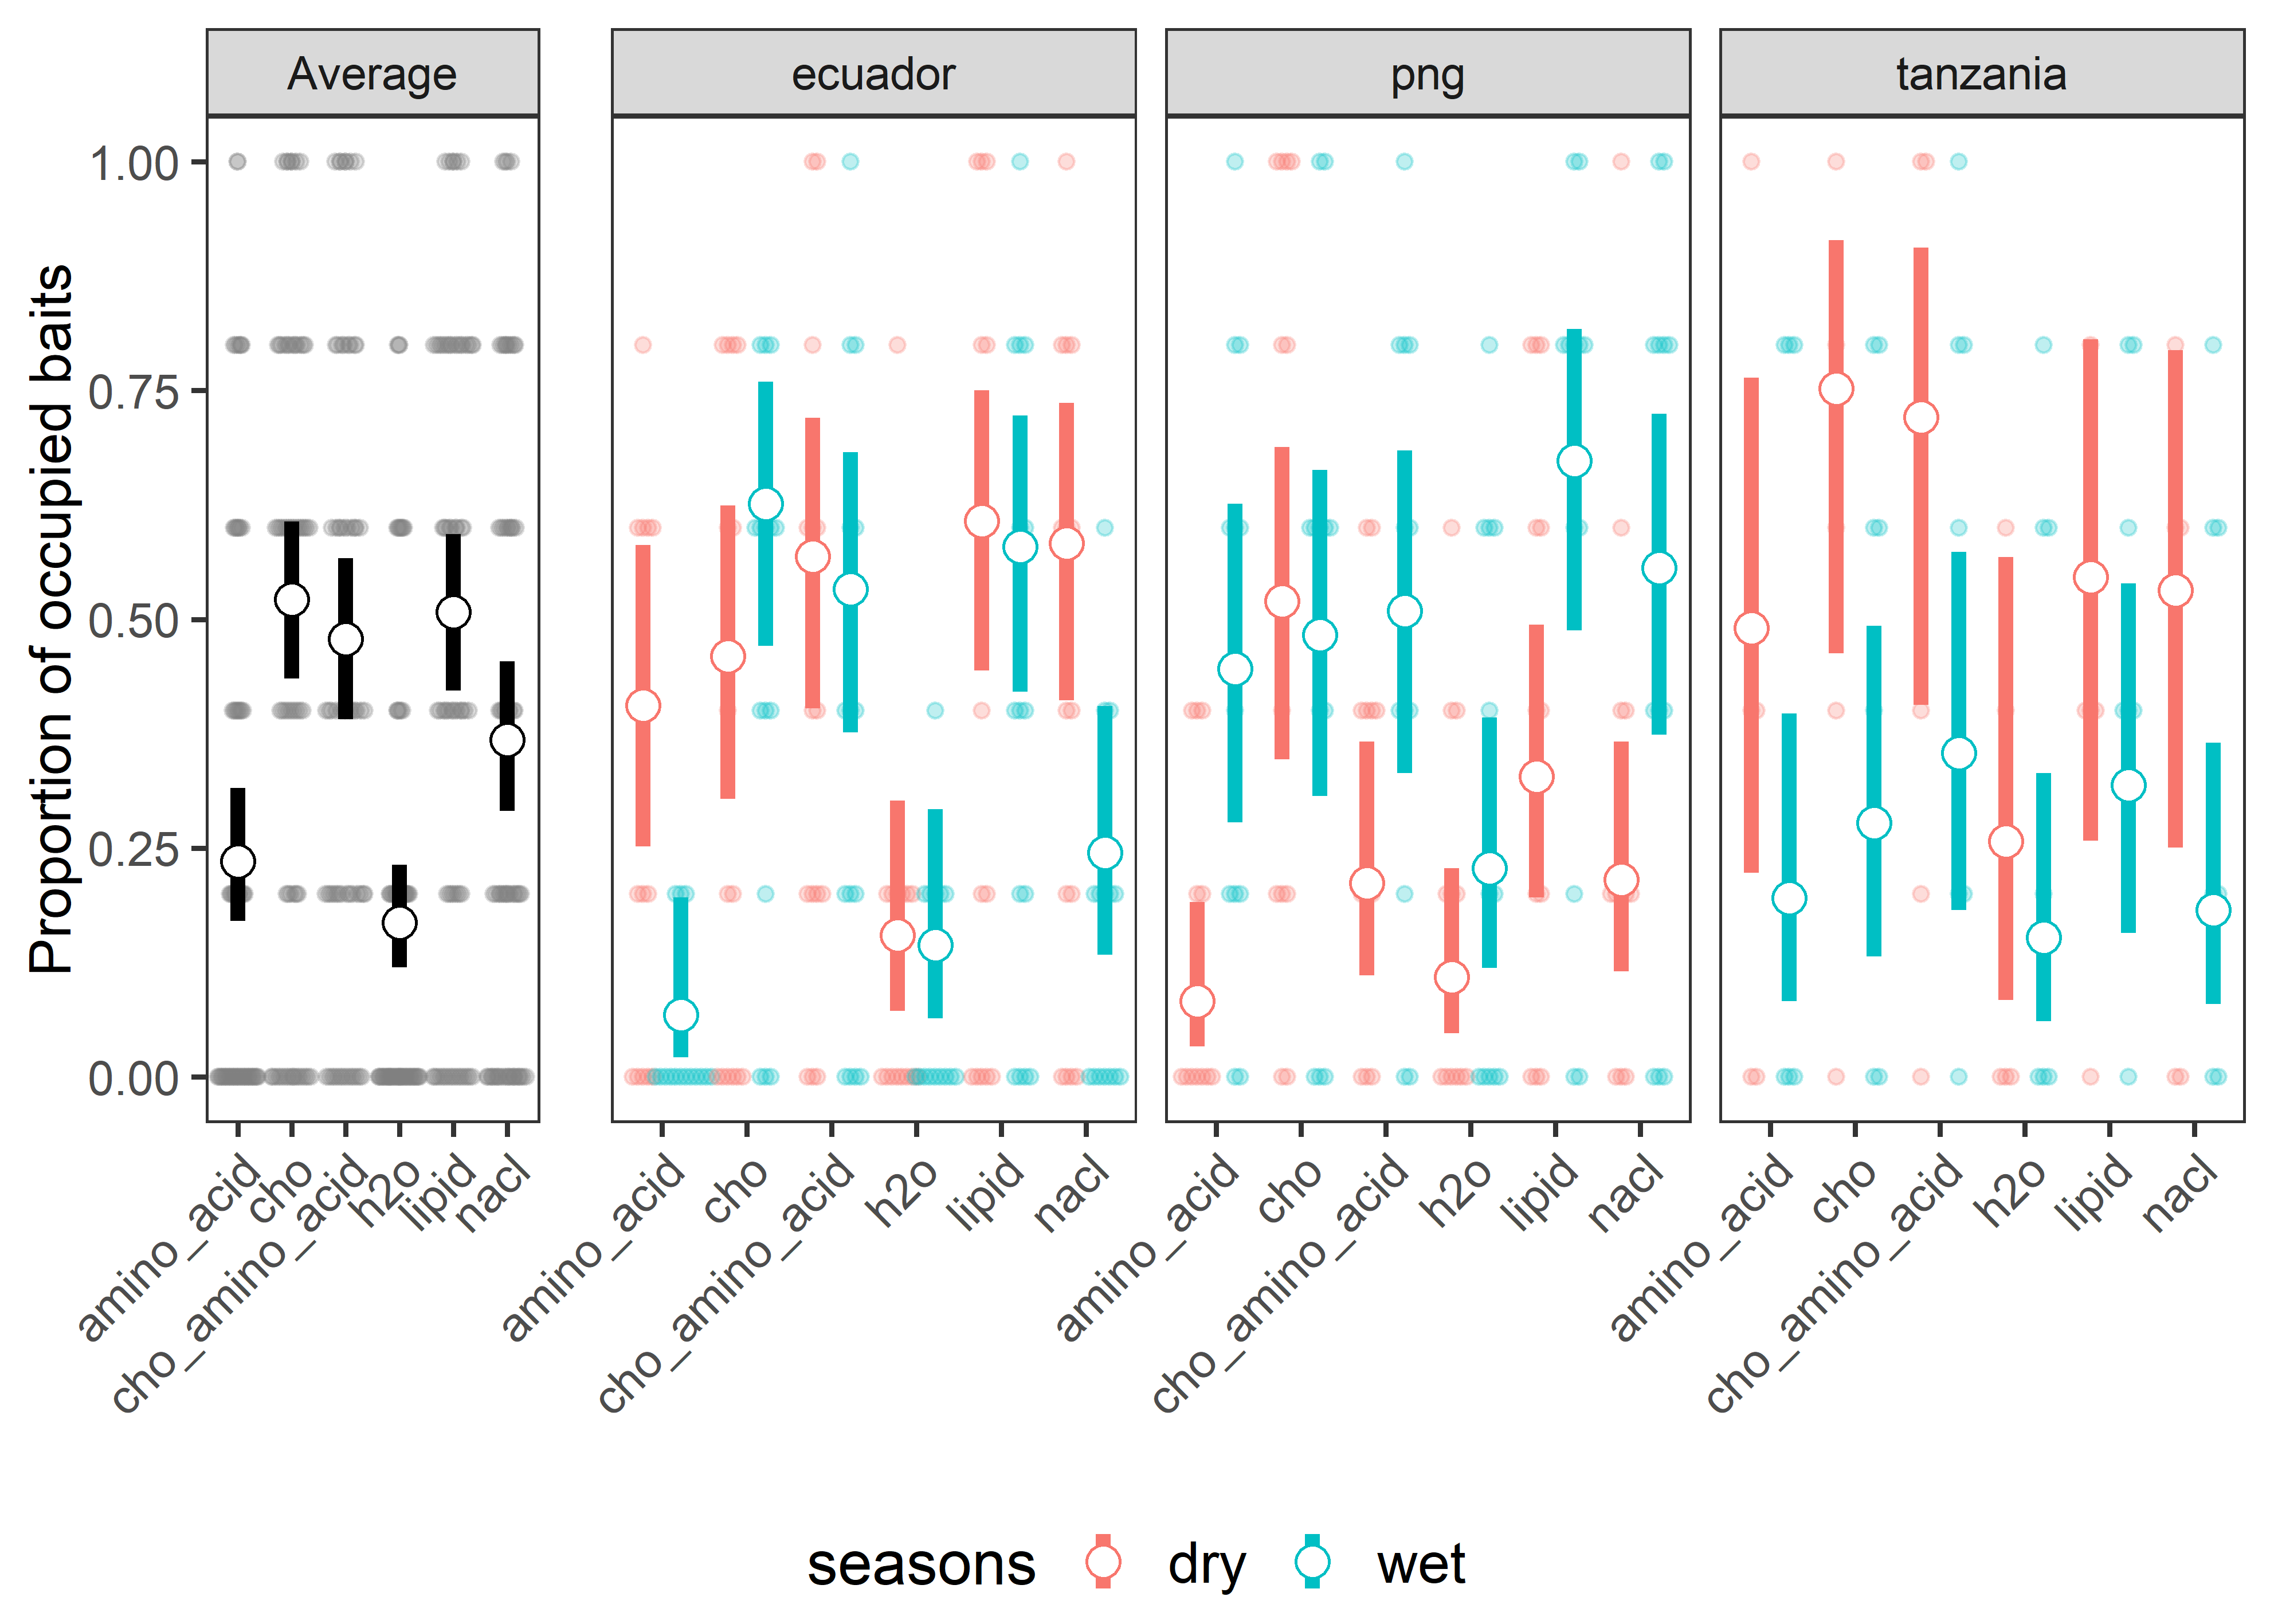 Average
ecuador
png
tanzania
Proportion of occupied baits
1.00
0.75
0.50
0.25
0.00
amino_acid
cho
cho_amino_acid
h2o
lipid
nacl
amino_acid
cho
cho_amino_acid
h2o
lipid
nacl
amino_acid
cho
cho_amino_acid
h2o
lipid
nacl
amino_acid
cho
cho_amino_acid
h2o
lipid
nacl
seasons dry wet